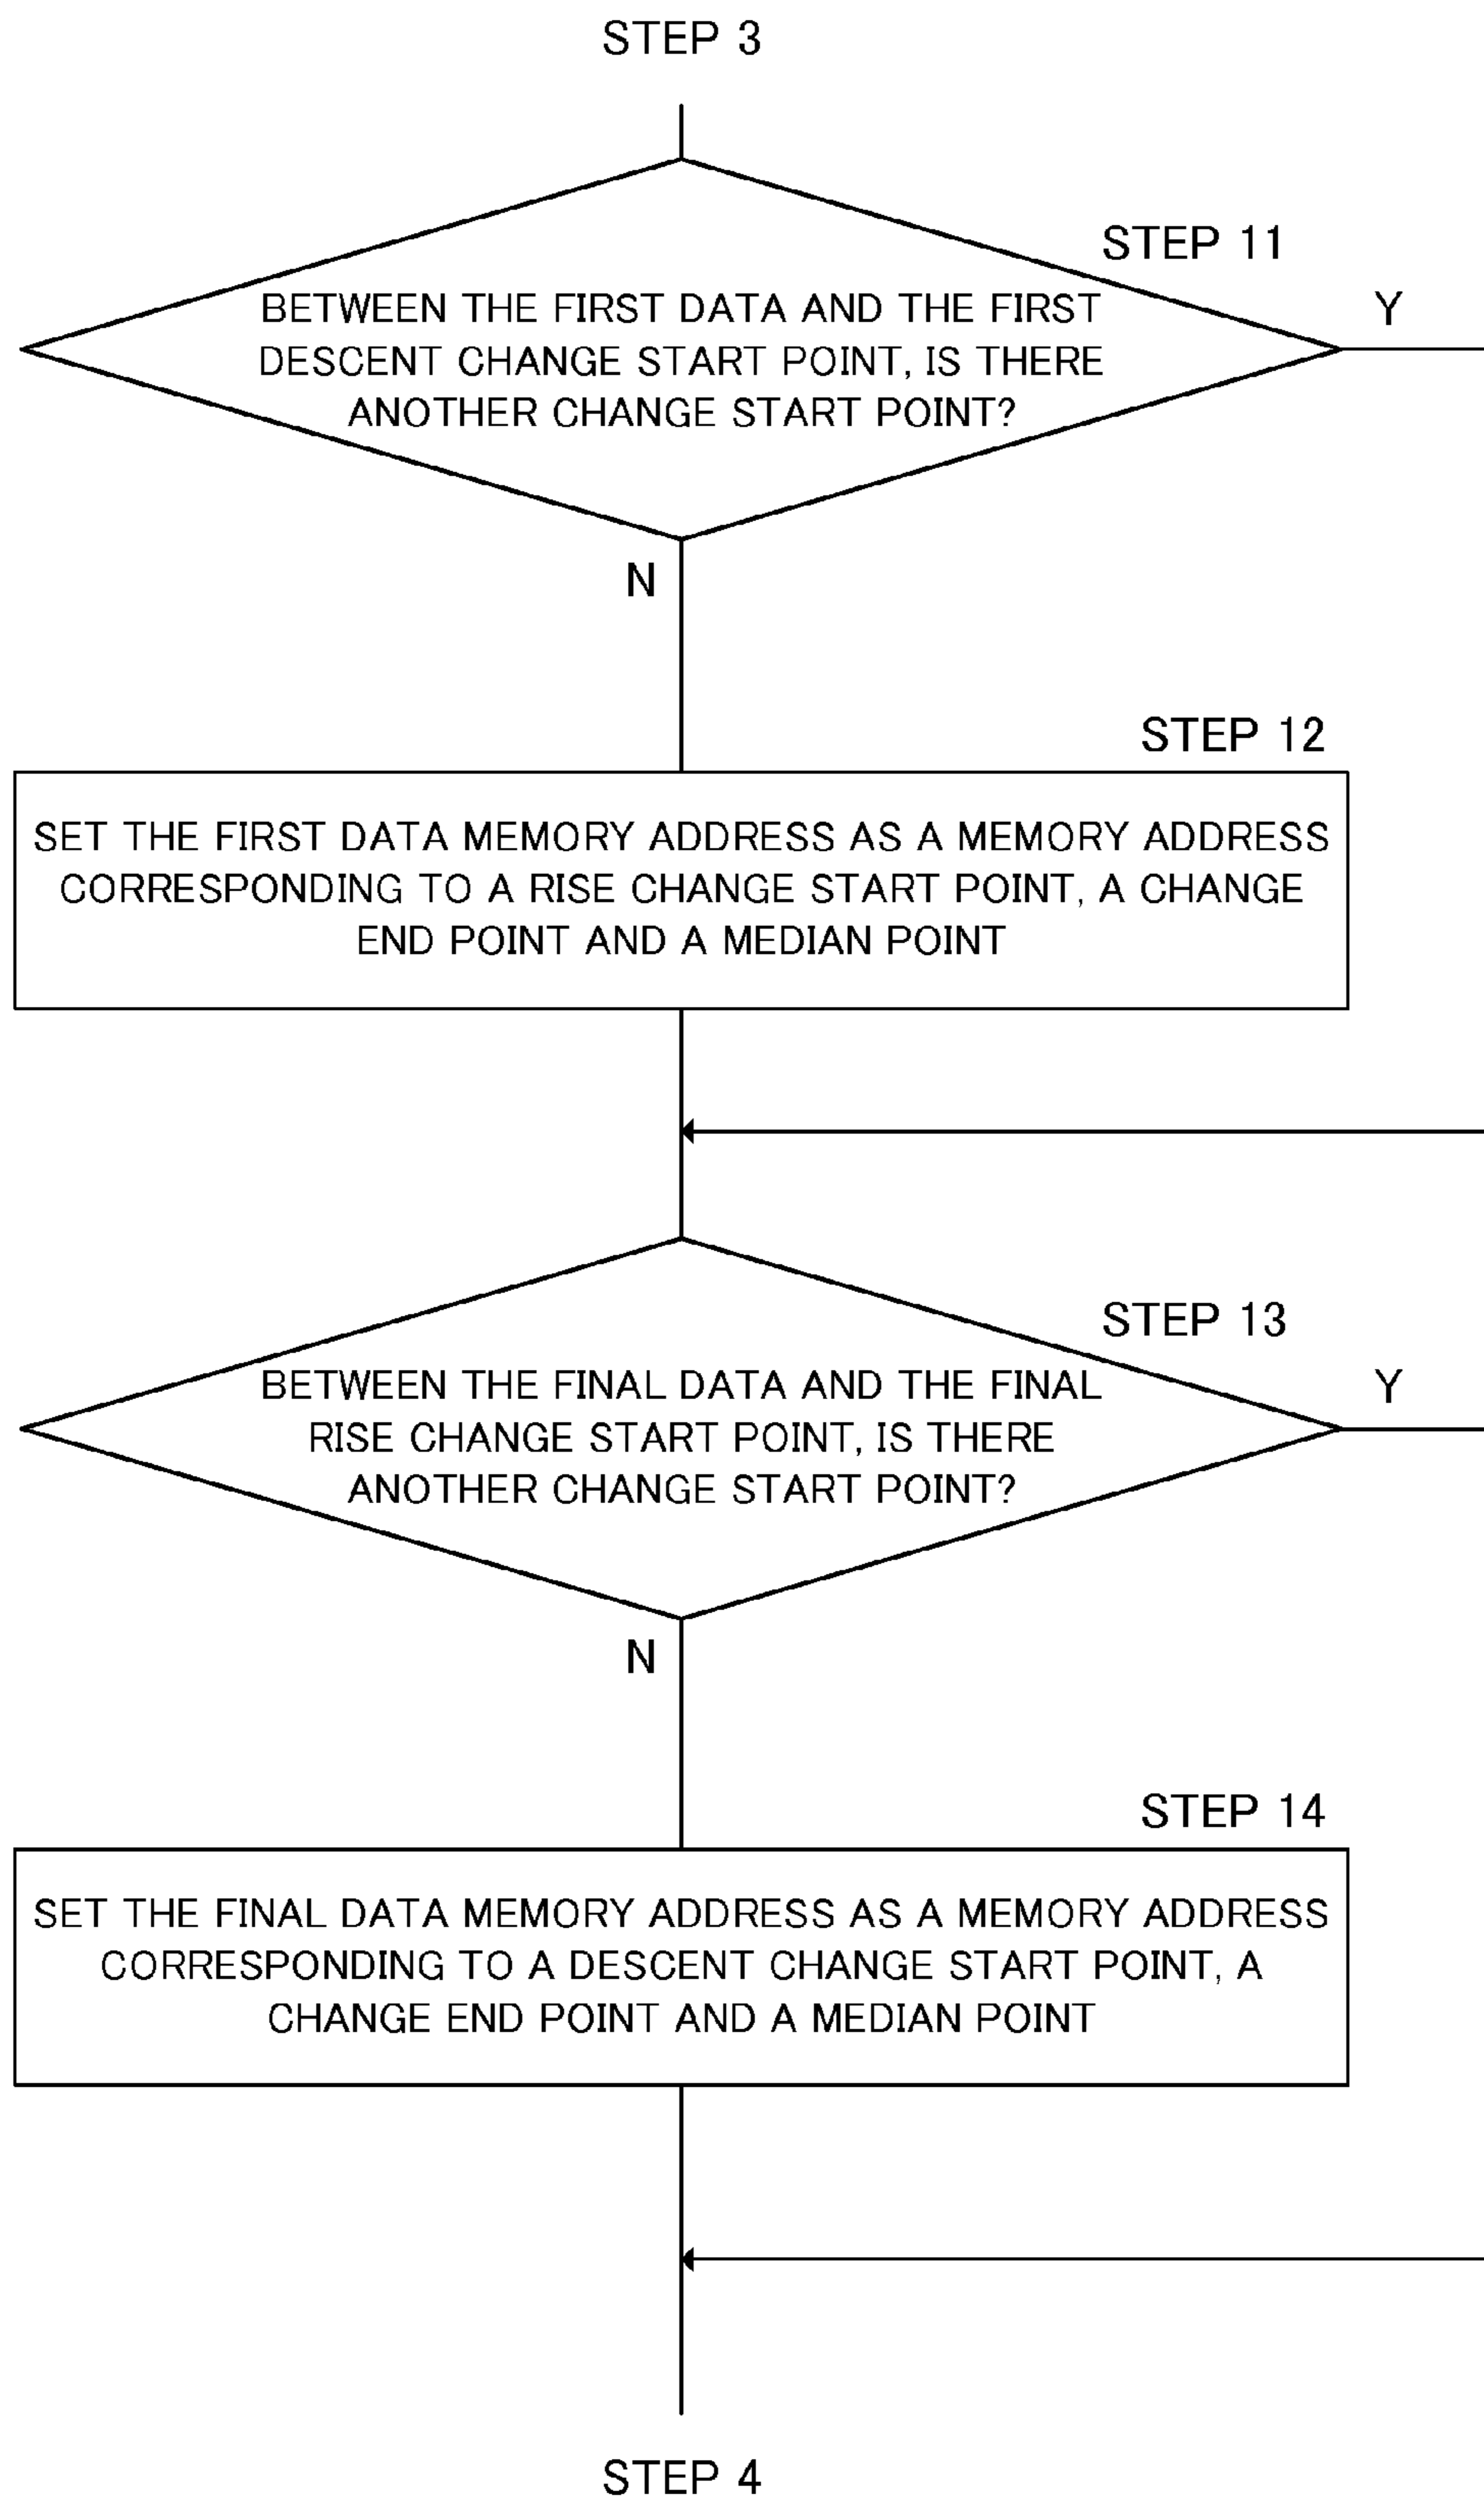 STEP 3
STEP 11
Y
BETWEEN THE FIRST DATA AND THE FIRST
DESCENT CHANGE START POINT, IS THERE
ANOTHER CHANGE START POINT?
N
STEP 12
SET THE FIRST DATA MEMORY ADDRESS AS A MEMORY ADDRESS
CORRESPONDING TO A RISE CHANGE START POINT, A CHANGE
END POINT AND A MEDIAN POINT
STEP 13
Y
BETWEEN THE FINAL DATA AND THE FINAL
RISE CHANGE START POINT, IS THERE
ANOTHER CHANGE START POINT?
N
STEP 14
SET THE FINAL DATA MEMORY ADDRESS AS A MEMORY ADDRESS
CORRESPONDING TO A DESCENT CHANGE START POINT, A
CHANGE END POINT AND A MEDIAN POINT
STEP 4